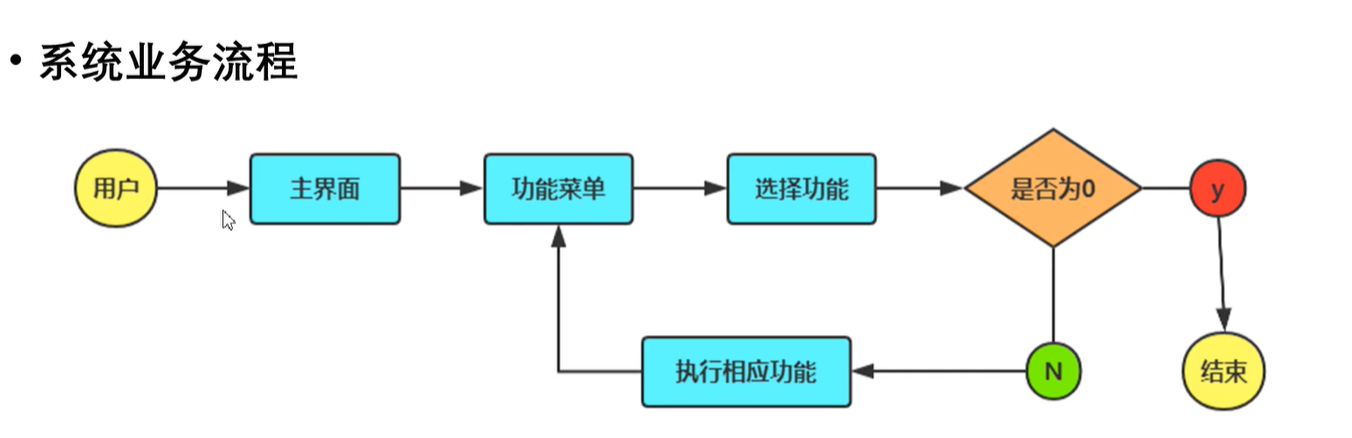 • 系统业务流程
用户
主界面
功能菜单
选择功能
是否为0
y
执行相应功能
N
结束